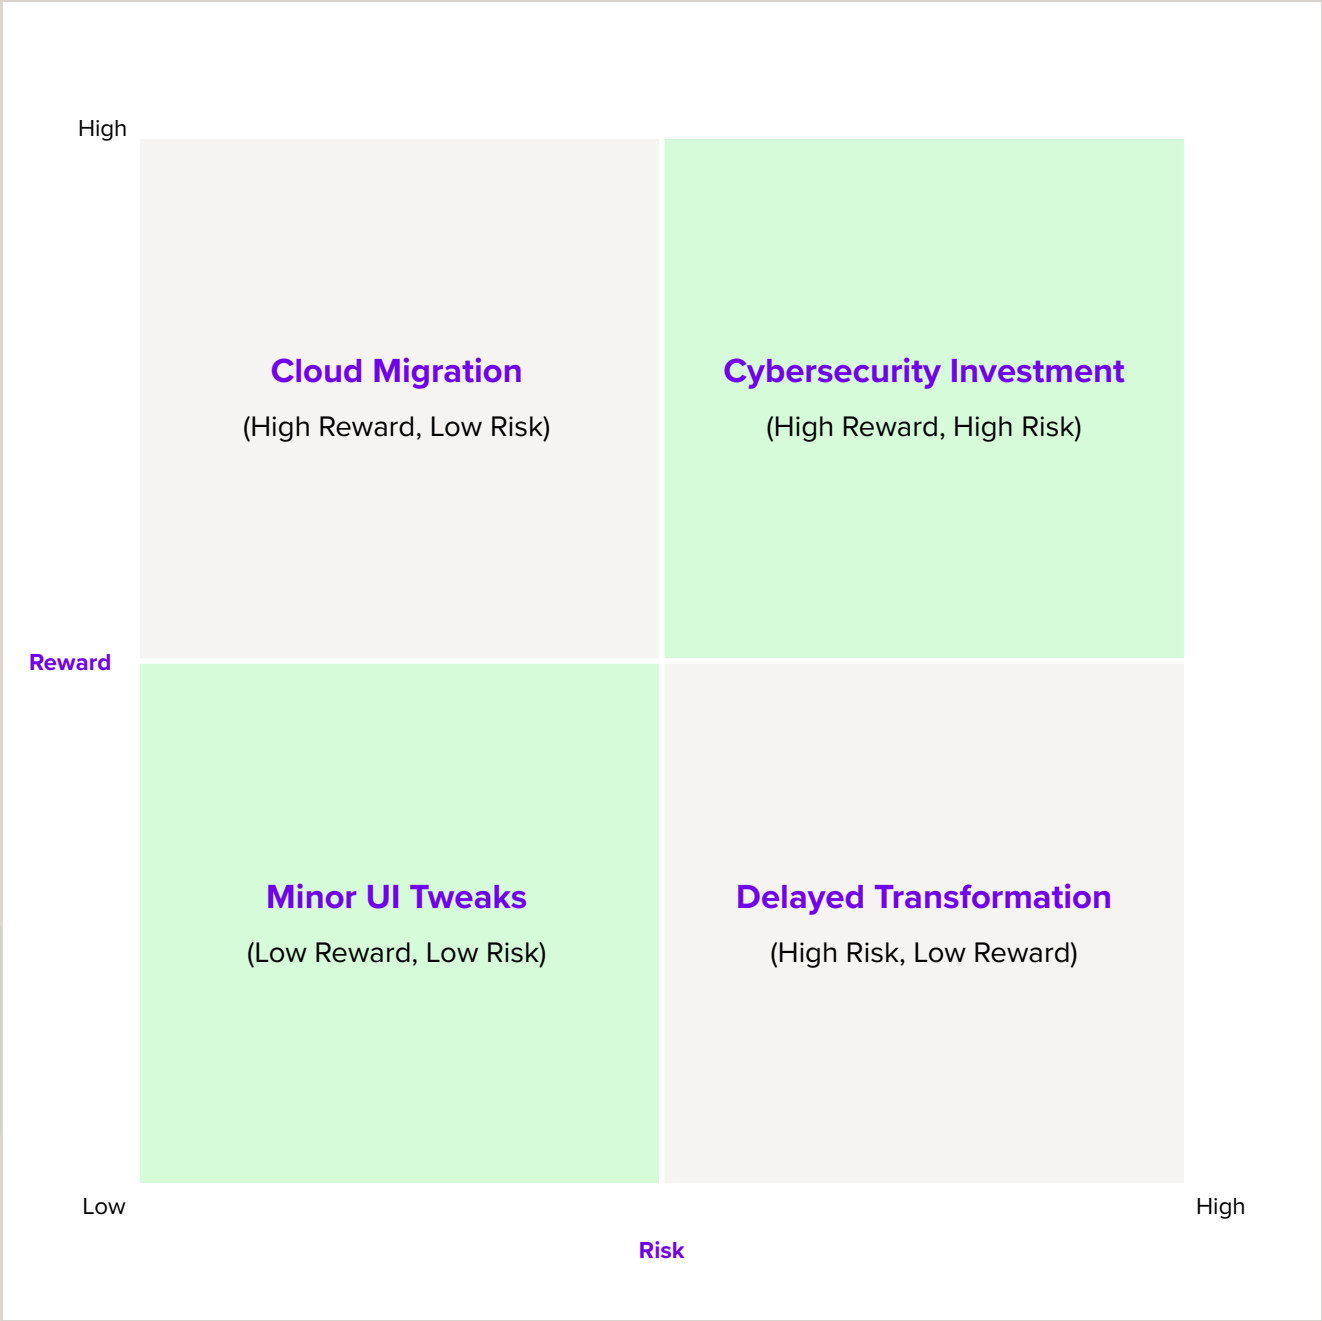 High
Cloud Migration
(High Reward, Low Risk)
Cybersecurity Investment
(High Reward, High Risk)
Reward
Minor UI Tweaks
(Low Reward, Low Risk)
Delayed Transformation
(High Risk, Low Reward)
Low
High
Risk